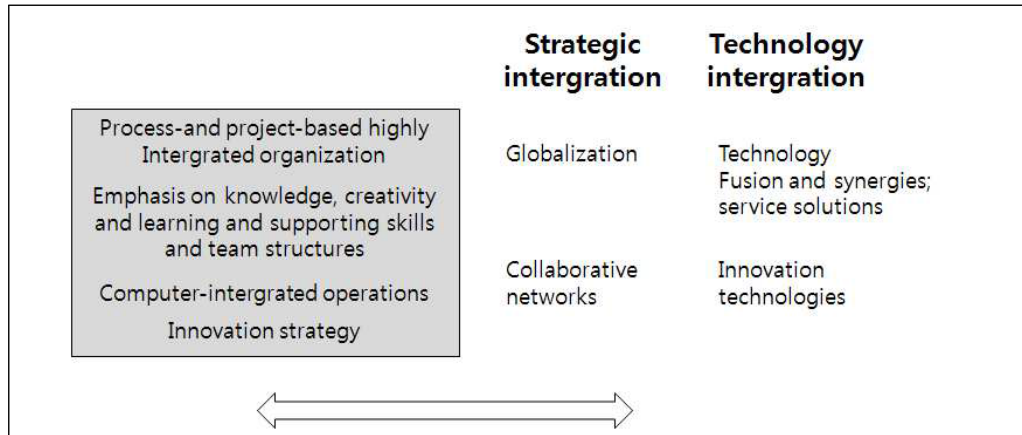 Strategic
intergration
Technology
intergration
Process-and project-based highly
Intergrated organization
Emphasis on knowledge, creativity
and learning and supporting skills
and team structures
Computer-intergrated operations
Innovation strategy
Globalization
Technology
Fusion and synergies;
service solutions
Collaborative
networks
Innovation
technologies